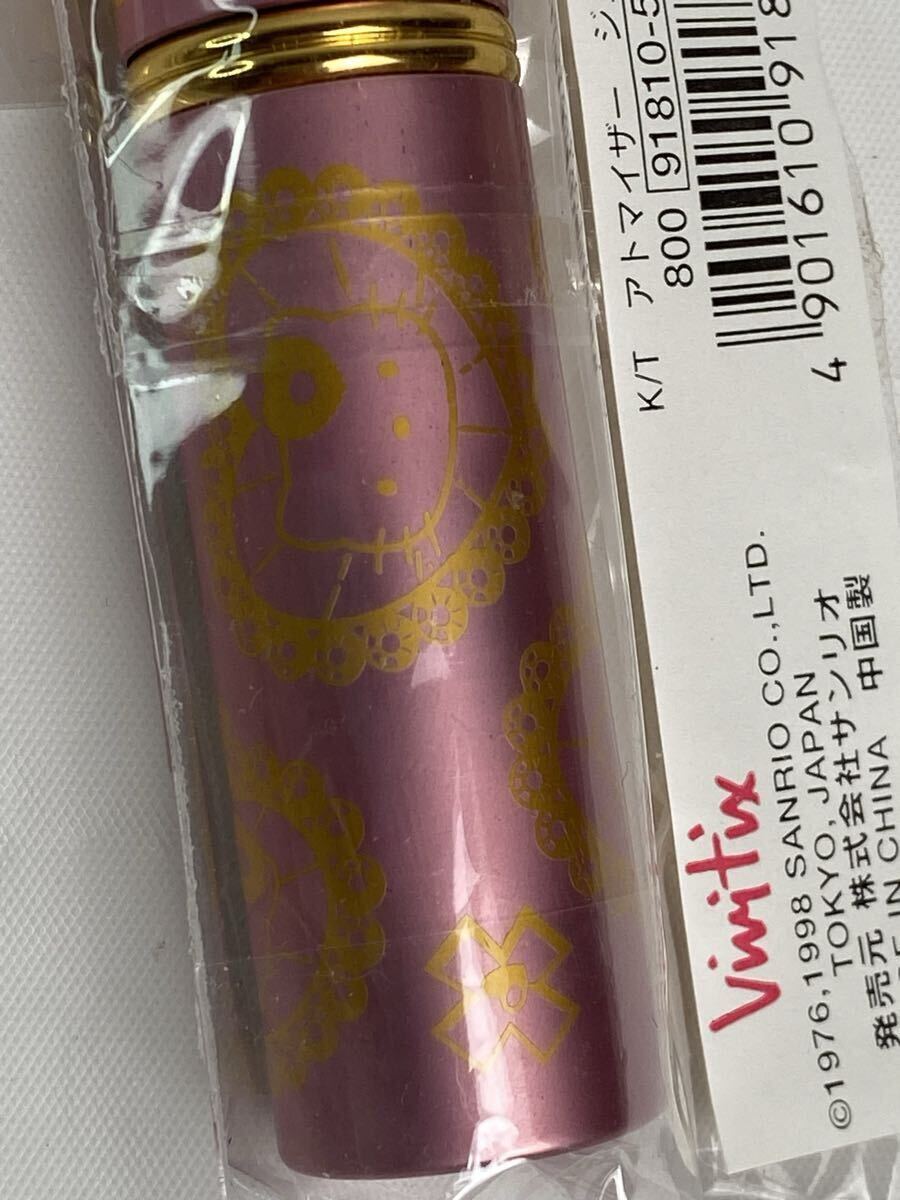 K/T アトマイザー ジ
800 91810-5
4 901610 918
Vivitix
©1976,1998 SANRIO CO.,LTD.
TOKYO, JAPAN
発売元 株式会社サンリオ
IN CHINA 中国製